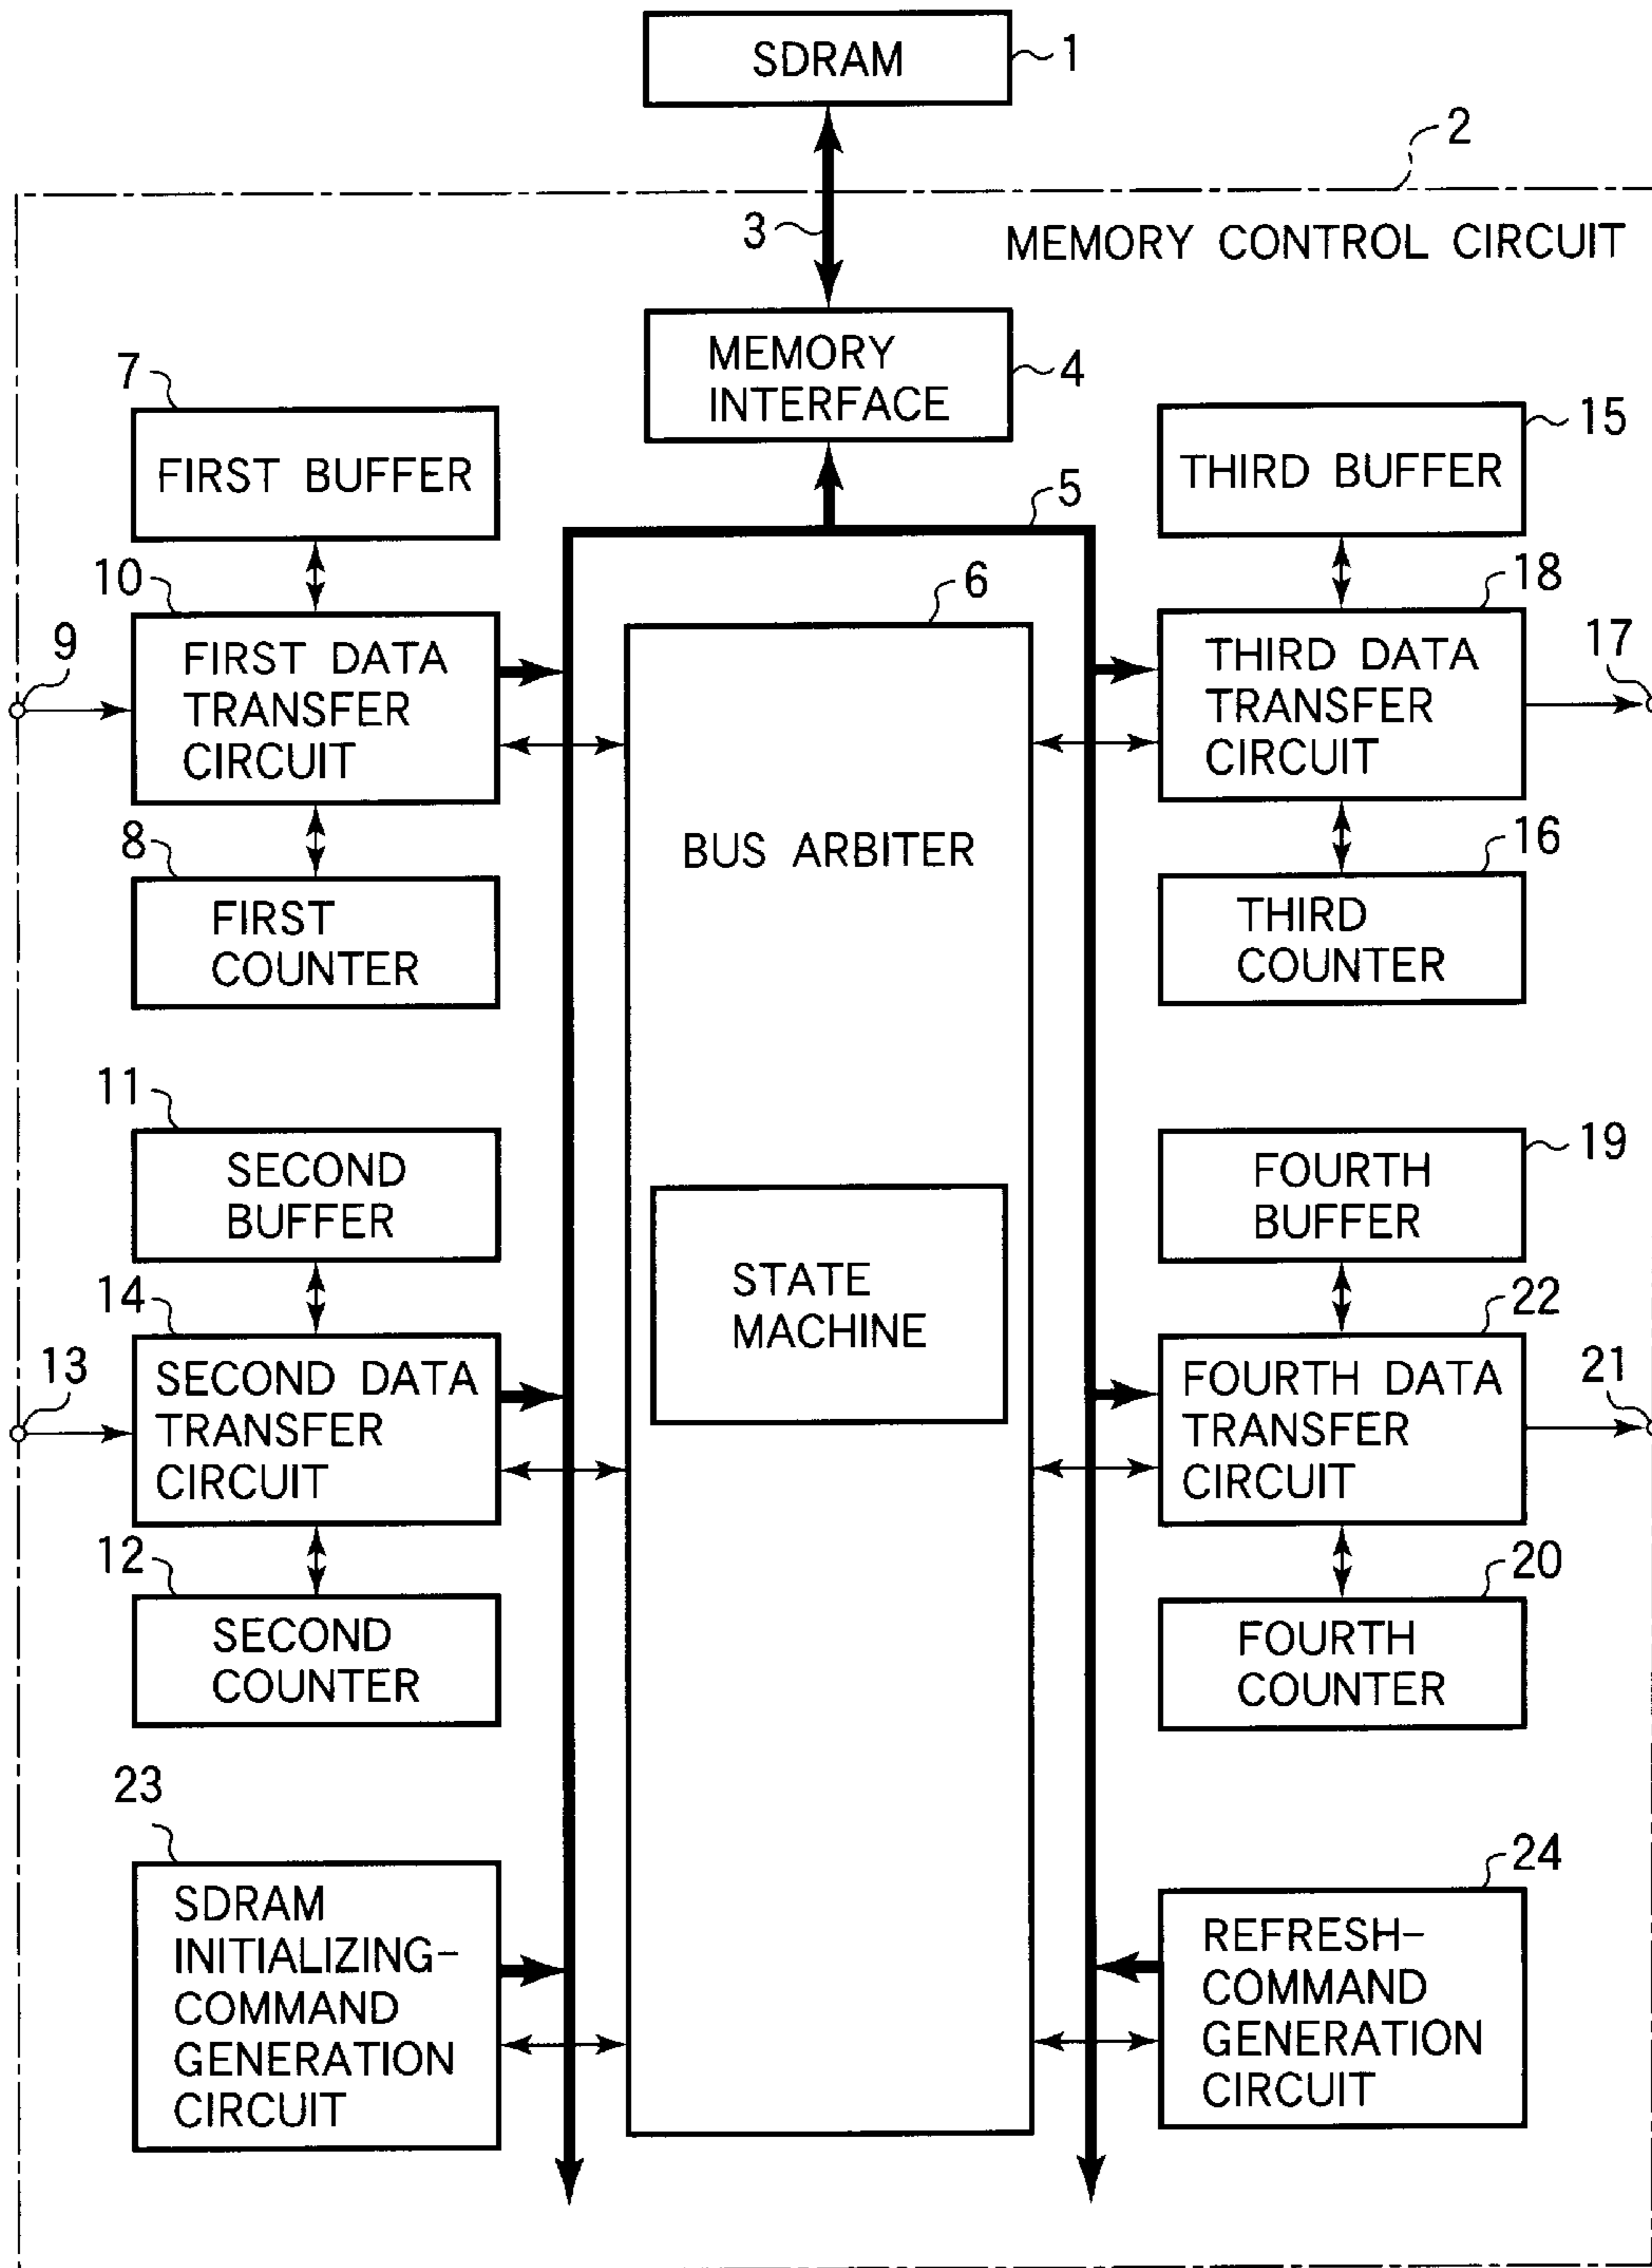 SDRAM
1
2
3
MEMORY CONTROL CIRCUIT
MEMORY
INTERFACE
4
7
FIRST BUFFER
15
THIRD BUFFER
5
10
6
18
9
FIRST DATA
TRANSFER
CIRCUIT
THIRD DATA
TRANSFER
CIRCUIT
17
8
BUS ARBITER
16
FIRST
COUNTER
THIRD
COUNTER
11
SECOND
BUFFER
19
FOURTH
BUFFER
STATE
MACHINE
14
22
13
SECOND DATA
TRANSFER
CIRCUIT
FOURTH DATA
TRANSFER
CIRCUIT
21
12
20
SECOND
COUNTER
FOURTH
COUNTER
23
SDRAM
INITIALIZING-
COMMAND
GENERATION
CIRCUIT
24
REFRESH-
COMMAND
GENERATION
CIRCUIT